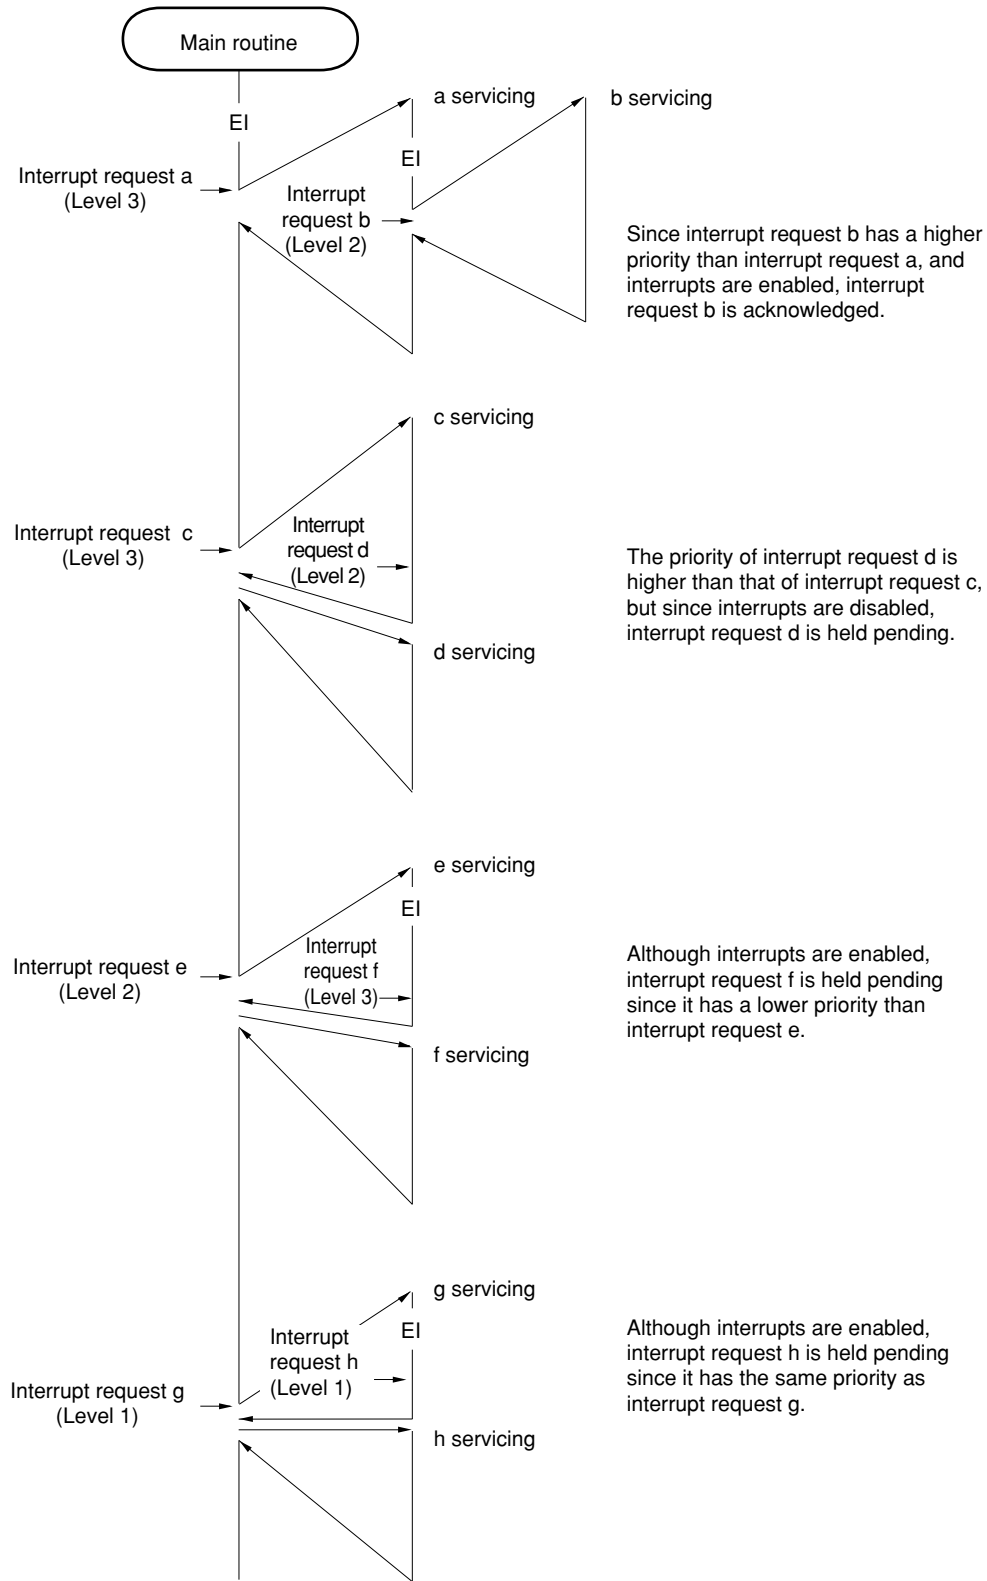 Main routine
EI
a servicing
b servicing
EI
Interrupt request a
(Level 3)
Interrupt
request b
(Level 2)
Since interrupt request b has a higher
priority than interrupt request a, and
interrupts are enabled, interrupt
request b is acknowledged.
c servicing
Interrupt request c
(Level 3)
Interrupt
request d
(Level 2)
The priority of interrupt request d is
higher than that of interrupt request c,
but since interrupts are disabled,
interrupt request d is held pending.
d servicing
e servicing
EI
Interrupt request e
(Level 2)
Interrupt
request f
(Level 3)
Although interrupts are enabled,
interrupt request f is held pending
since it has a lower priority than
interrupt request e.
f servicing
g servicing
EI
Interrupt request g
(Level 1)
Interrupt
request h
(Level 1)
Although interrupts are enabled,
interrupt request h is held pending
since it has the same priority as
interrupt request g.
h servicing